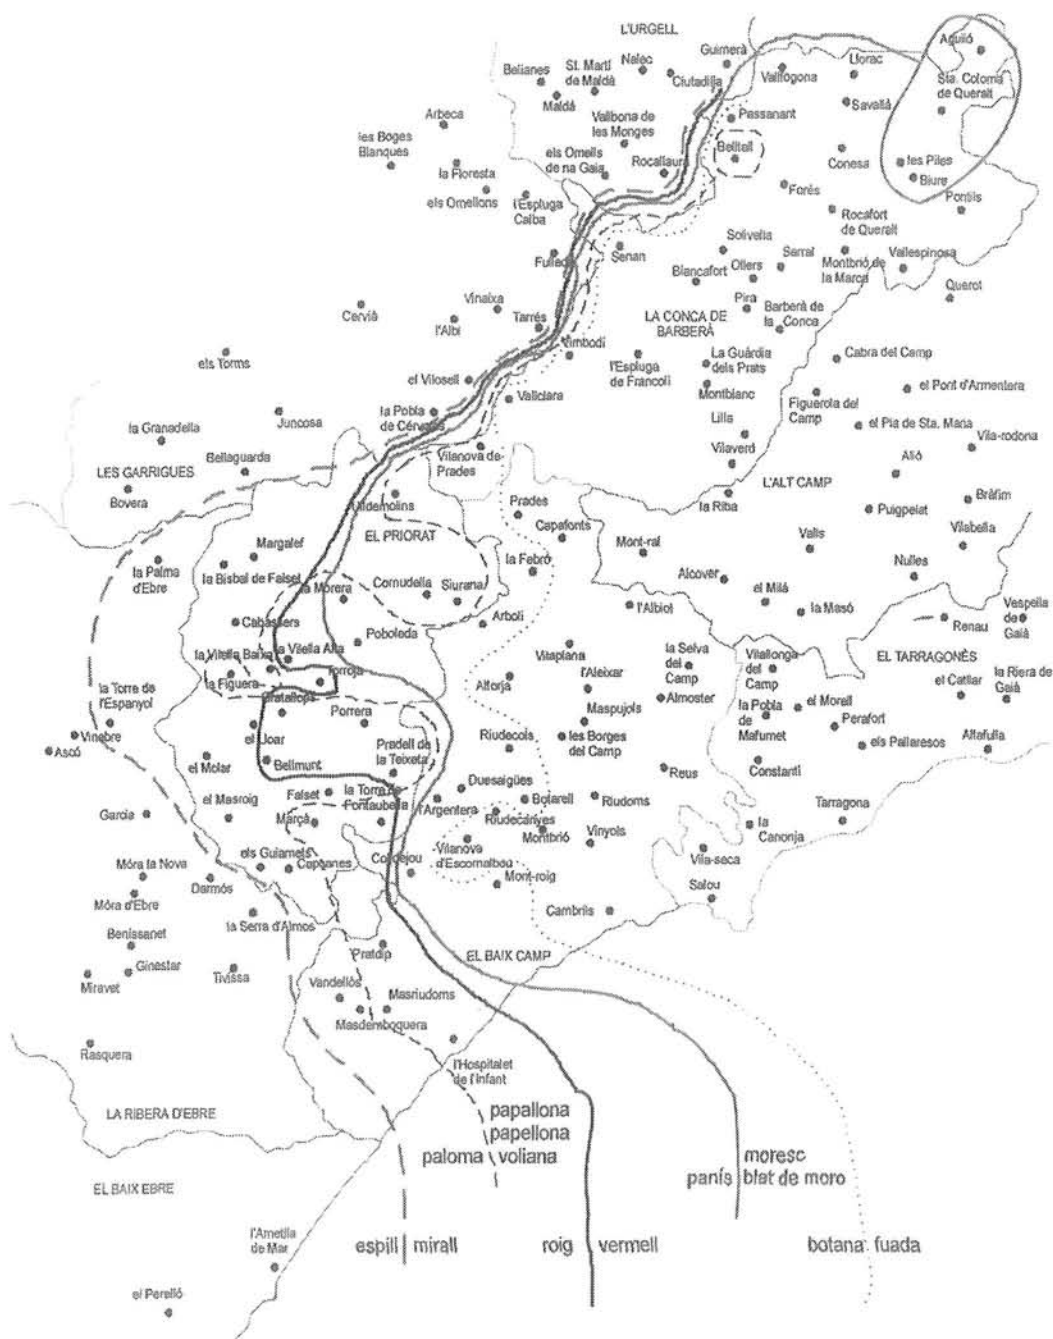 L'URGELL
Guimerà
Aguiló
Nalec
St. Martí
de Maldà
Belianes
Ciutadilla
Vallfogona
Llorac
Sta. Coloma
de Queralt
Maldà
Savallà
Passanant
Vallbona de
les Monges
Arbeca
les Boges
Blanques
Belltall
Conesa
les Piles
Biure
els Omells
de na Gaia
Rocallaura
la Floresta
els Omellons
l'Espluga
Calba
Forés
Pontils
Rocafort
de Queralt
Solivella
Senan
Fulleda
Sarral
Montbrió de
la Marca
Vallespinosa
Blancafort
Ollers
Querol
Pira
Vinaixa
Cervià
l'Albi
Tarrés
LA CONCA DE
BARBERÀ
Barberà de
la Conca
Vimbodí
els Torms
l'Espluga
de Francolí
La Guàrdia
dels Prats
Cabra del Camp
el Vilosell
Montblanc
el Pont d'Armentera
Vallclara
Figuerola del
Camp
Juncosa
la Pobla
de Cérvoles
Lilla
el Pla de Sta. Maria
la Granadella
Vilaverd
Vila-rodona
Vilanova de
Prades
Alió
LES GARRIGUES
Bellaguarda
L'ALT CAMP
Bovera
la Riba
Bràfim
Ulldemolins
Prades
Puigpelat
Capafonts
Vilabella
EL PRIORAT
Margalef
Mont-ral
Valls
la Palma
d'Ebre
la Bisbal de Falset
la Febró
Nulles
Cornudella
Siurana
Alcover
el Milà
la Morera
la Masó
l'Albiol
Vespella
de Gaià
Cabassers
Arbolí
Renau
Poboleda
la Vilella Alta
Vilaplana
la Selva
del Camp
Vilallonga
del Camp
EL TARRAGONÈS
la Vilella Baixa
Torroja
l'Aleixar
la Riera de
Gaià
la Figuera
Alforja
Almoster
el Catllar
la Torre de
l'Espanyol
Gratallops
el Morell
la Pobla
de
Mafumet
Porrera
Maspujols
Perafort
Vinebre
el Lloar
Riudecols
les Borges
del Camp
els Pallaresos
Altafulla
Ascó
Pradell de
la Teixeta
el Molar
Bellmunt
Reus
Constantí
Duesaigües
el Masroig
Falset
la Torre de
Fontaubella
l'Argentera
Botarell
Riudoms
Tarragona
Garcia
Marçà
Riudecanyes
la
Canonja
Montbrió
Vinyols
Vilanova
d'Escornalbou
els Guiamets
Capçanes
Colldejou
Vila-seca
Móra la Nova
Darmós
Mont-roig
Salou
Móra d'Ebre
Cambrils
la Serra d'Almos
Benissanet
Pratdip
EL BAIX CAMP
Ginestar
Miravet
Tivissa
Vandellòs
Masriudoms
Masdemboquera
Rasquera
l'Hospitalet
de l'Infant
LA RIBERA D'EBRE
papallona
papellona
paloma voliana
moresc
panís blat de moro
EL BAIX EBRE
l'Ametlla
de Mar
espill mirall
roig vermell
botana fuada
el Perelló